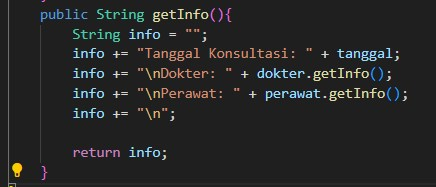 public String getInfo(){
    String info = "";
    info += "Tanggal Konsultasi: " + tanggal;
    info += "\nDokter: " + dokter.getInfo();
    info += "\nPerawat: " + perawat.getInfo();
    info += "\n";

    return info;
}